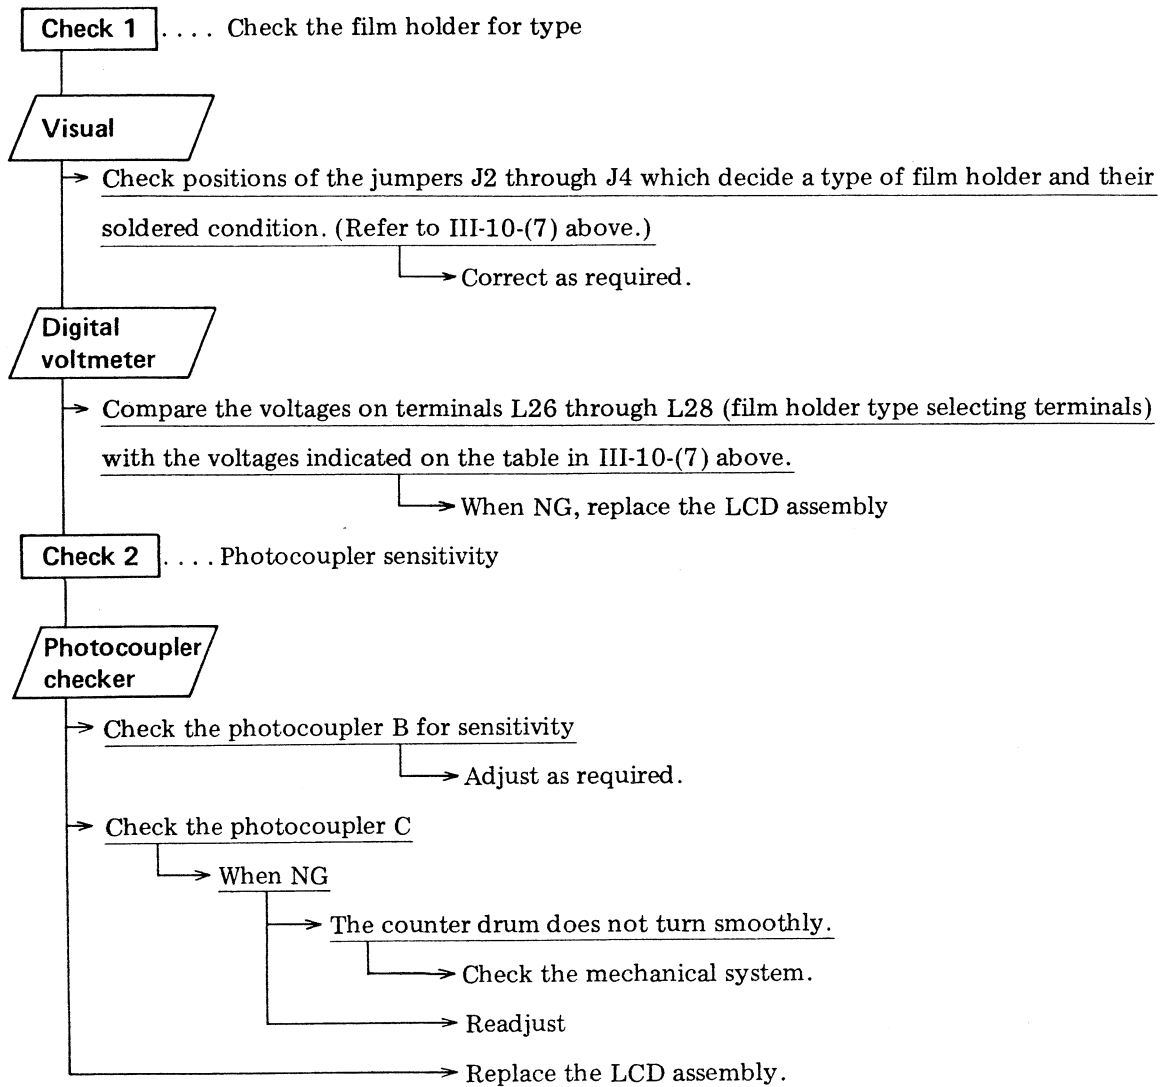 Check 1 .... Check the film holder for type
Visual
Check positions of the jumpers J2 through J4 which decide a type of film holder and their
soldered condition. (Refer to III-10-(7) above.)
Correct as required.
Digital
voltmeter
Compare the voltages on terminals L26 through L28 (film holder type selecting terminals)
with the voltages indicated on the table in III-10-(7) above.
When NG, replace the LCD assembly
Check 2 .... Photocoupler sensitivity
Photocoupler
checker
Check the photocoupler B for sensitivity
Adjust as required.
Check the photocoupler C
When NG
The counter drum does not turn smoothly.
Check the mechanical system.
Readjust
Replace the LCD assembly.